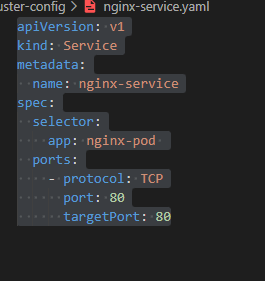 uster-config > nginx-service.yaml
apiVersion: v1
kind: Service
metadata:
  name: nginx-service
spec:
  selector:
    app: nginx-pod
  ports:
    - protocol: TCP
      port: 80
      targetPort: 80